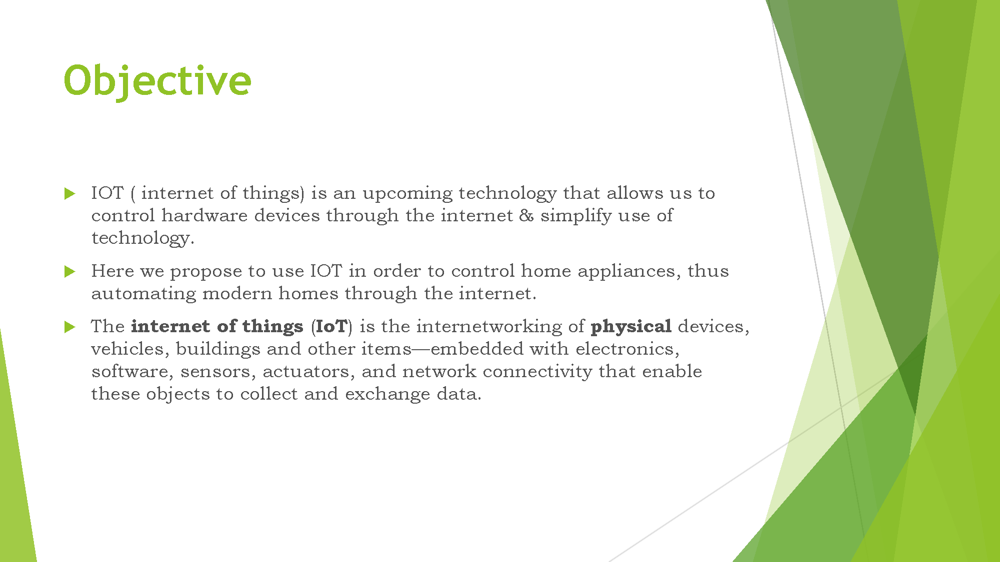 Objective
IOT ( internet of things) is an upcoming technology that allows us to
control hardware devices through the internet & simplify use of
technology.
Here we propose to use IOT in order to control home appliances, thus
automating modern homes through the internet.
The internet of things (IoT) is the internetworking of physical devices,
vehicles, buildings and other items—embedded with electronics,
software, sensors, actuators, and network connectivity that enable
these objects to collect and exchange data.